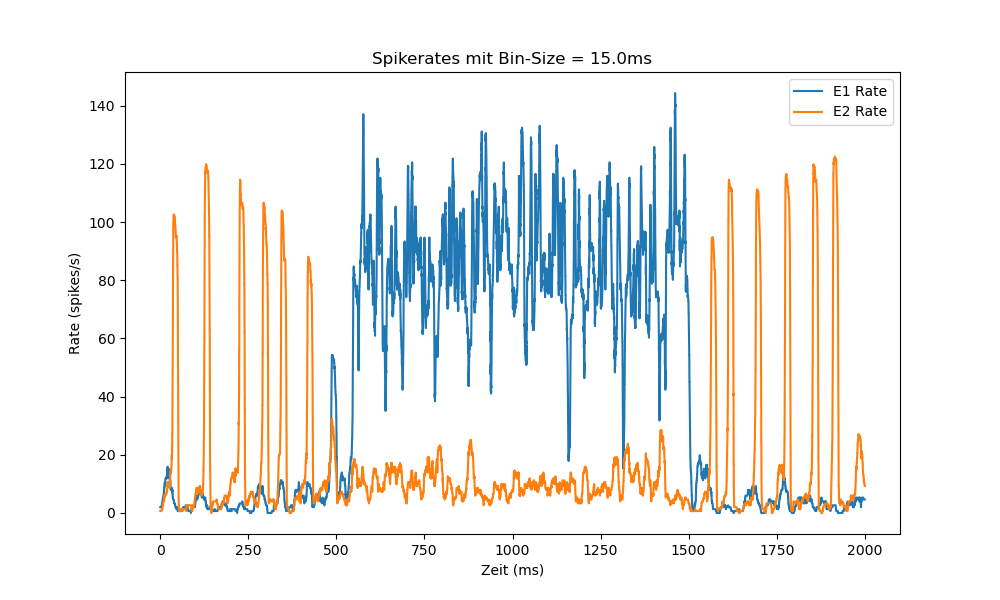 Spikerates mit Bin-Size = 15.0ms
E1 Rate
E2 Rate
Rate (spikes/s)
140
120
100
80
60
40
20
0
0 250 500 750 1000 1250 1500 1750 2000
Zeit (ms)